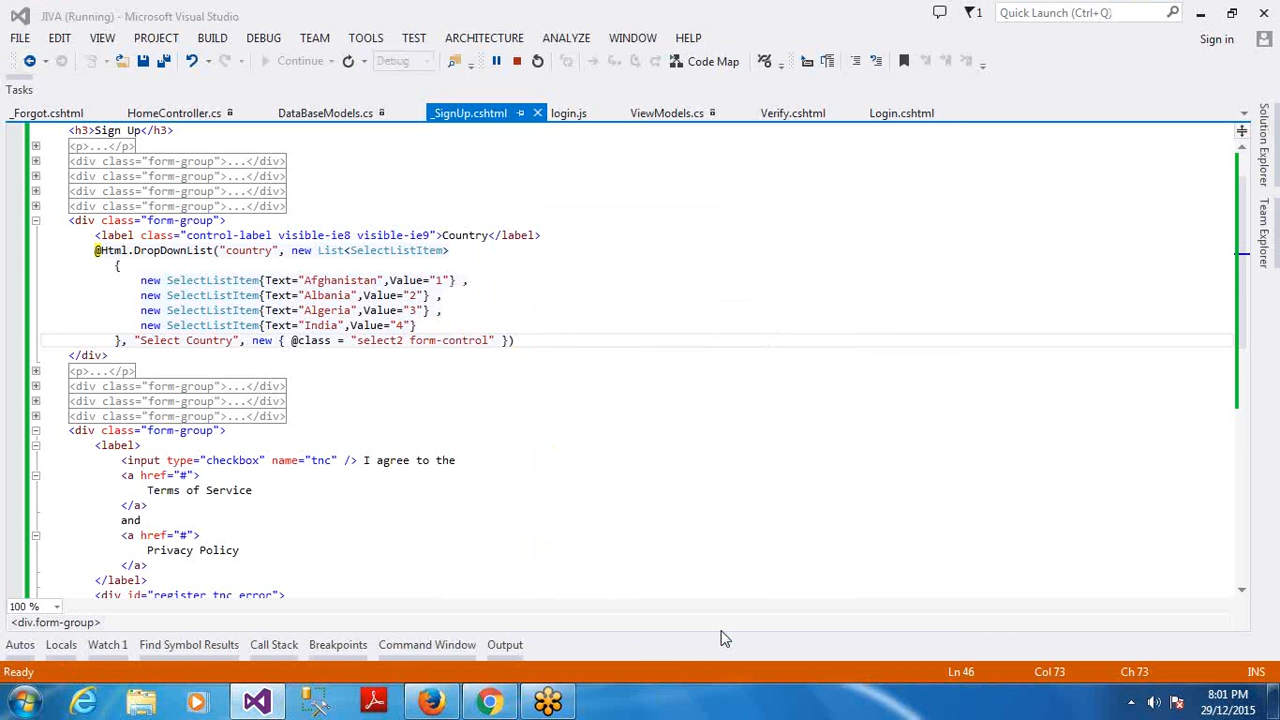 JIVA (Running) - Microsoft Visual Studio
1
Quick Launch (Ctrl+Q)
FILE EDIT VIEW PROJECT BUILD DEBUG TEAM TOOLS TEST ARCHITECTURE ANALYZE WINDOW HELP
Sign in
Continue Debug Code Map
Tasks
_Forgot.cshtml HomeController.cs DataBaseModels.cs _SignUp.cshtml login.js ViewModels.cs Verify.cshtml Login.cshtml
<h3>Sign Up</h3>
<p>...</p>
<div class="form-group">...</div>
<div class="form-group">...</div>
<div class="form-group">...</div>
<div class="form-group">...</div>
<div class="form-group">
<label class="control-label visible-ie8 visible-ie9">Country</label>
@Html.DropDownList("country", new List<SelectListItem>
{
new SelectListItem{Text="Afghanistan",Value="1"} ,
new SelectListItem{Text="Albania",Value="2"} ,
new SelectListItem{Text="Algeria",Value="3"} ,
new SelectListItem{Text="India",Value="4"}
}, "Select Country", new { @class = "select2 form-control" })
</div>
<p>...</p>
<div class="form-group">...</div>
<div class="form-group">...</div>
<div class="form-group">...</div>
<div class="form-group">
<label>
<input type="checkbox" name="tnc" /> I agree to the
<a href="#">
Terms of Service
</a>
and
<a href="#">
Privacy Policy
</a>
</label>
<div id="register_tnc_error">
Solution Explorer
Team Explorer
100 %
<div.form-group>
Autos Locals Watch 1 Find Symbol Results Call Stack Breakpoints Command Window Output
Ready Ln 46 Col 73 Ch 73 INS
8:01 PM
29/12/2015